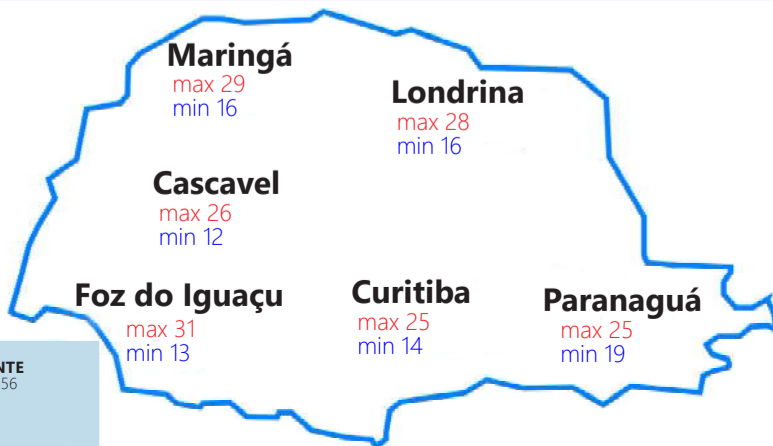 Maringá
max 29
min 16
Londrina
max 28
min 16
Cascavel
max 26
min 12
Foz do Iguaçu
max 31
min 13
Curitiba
max 25
min 14
Paranaguá
max 25
min 19
NTE
56